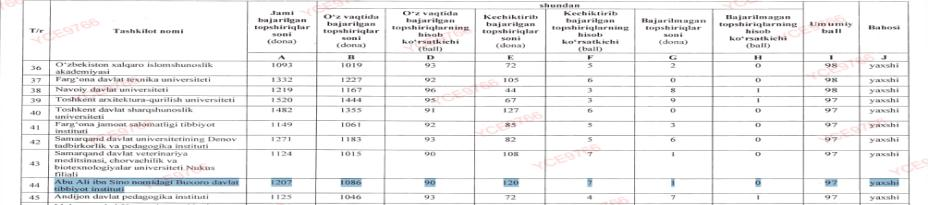 shundan
T/r Tashkilot nomi Jami bajarilgan topshiriqlar soni (dona) O‘z vaqtida bajarilgan topshiriqlar soni (dona) O‘z vaqtida bajarilgan topshiriqlarning hisob ko‘rsatkichi (ball) Kechiktirib bajarilgan topshiriqlar soni (dona) Kechiktirib bajarilgan topshiriqlarning hisob ko‘rsatkichi (ball) Bajarilmagan topshiriqlar soni (dona) Bajarilmagan topshiriqlarning hisob ko‘rsatkichi (ball) Umumiy ball Bahosi
A B D E F G H I J
36 O‘zbekiston xalqaro islomshunoslik akademiyasi 1093 1019 93 72 5 2 0 98 yaxshi
37 Farg‘ona davlat texnika universiteti 1332 1227 92 105 6 0 0 98 yaxshi
38 Navoiy davlat universiteti 1219 1167 96 44 3 8 1 98 yaxshi
39 Toshkent arxitektura-qurilish universiteti 1520 1444 95 67 3 9 1 97 yaxshi
40 Toshkent davlat sharqshunoslik universiteti 1482 1355 91 127 6 0 0 97 yaxshi
41 Farg‘ona jamoat salomatligi tibbiyot instituti 1149 1061 92 85 5 3 0 97 yaxshi
42 Samarqand davlat universitetining Denov tadbirkorlik va pedagogika instituti 1271 1183 93 82 5 6 0 97 yaxshi
43 Samarqand davlat veterinariya meditsinasi, chorvachilik va biotexnologiyalar universiteti Nukus filiali 1124 1015 90 108 7 1 0 97 yaxshi
44 Abu Ali ibn Sino nomidagi Buxoro davlat tibbiyot instituti 1207 1086 90 120 7 1 0 97 yaxshi
45 Andijon davlat pedagogika instituti 1125 1046 93 72 4 7 1 97 yaxshi
YCE9766